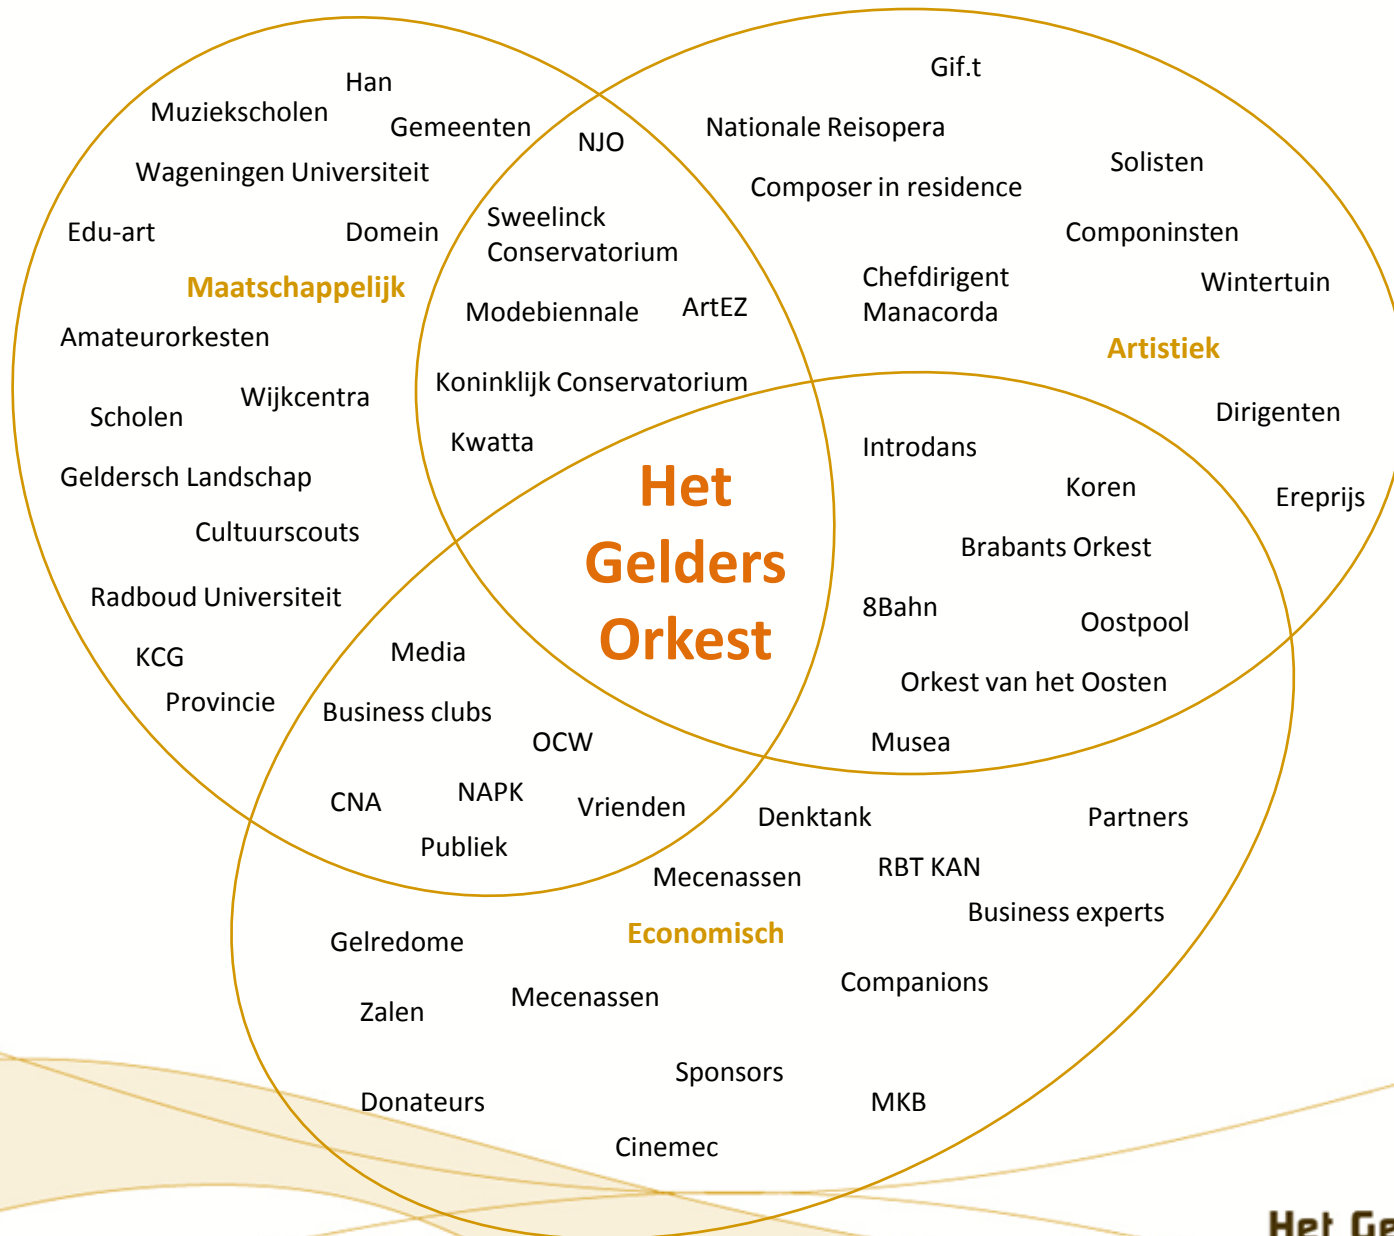 Gif.t
Han
Muziekscholen
Gemeenten
NJO
Nationale Reisopera
Solisten
Wageningen Universiteit
Composer in residence
Sweelinck
Conservatorium
Edu-art
Domein
Componinsten
Maatschappelijk
Chefdirigent
Manacorda
Wintertuin
Modebiennale
ArtEZ
Amateurorkesten
Artistiek
Koninklijk Conservatorium
Wijkcentra
Scholen
Dirigenten
Kwatta
Introdans
Geldersch Landschap
Koren
Ereprijs
Het
Gelders
Orkest
Cultuurscouts
Brabants Orkest
Radboud Universiteit
8Bahn
Oostpool
KCG
Media
Provincie
Orkest van het Oosten
Business clubs
OCW
Musea
CNA
NAPK
Vrienden
Denktank
Partners
Publiek
Mecenassen
RBT KAN
Business experts
Economisch
Gelredome
Companions
Mecenassen
Zalen
Sponsors
Donateurs
MKB
Cinemec
Het Ge